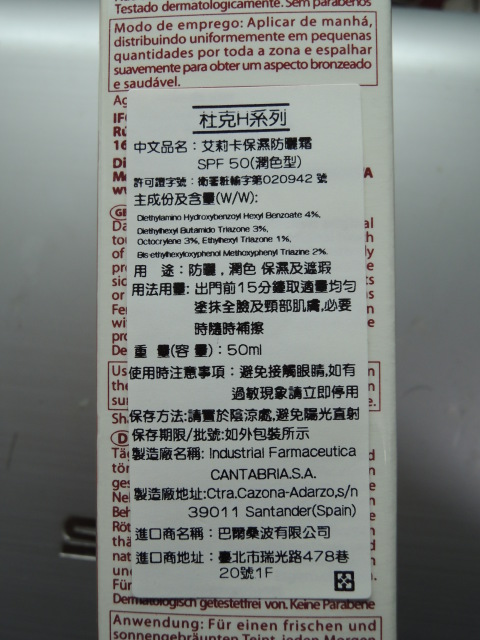 Testado dermatologicamente. Sem parabenos
Modo de emprego: Aplicar de manhã,
distribuindo uniformemente em pequenas
quantidades por toda a zona e espalhar
suavemente para obter um aspecto bronzeado
e saudável.
杜克H系列
中文品名：艾莉卡保濕防曬霜
SPF 50(潤色型)
許可證字號：衛署粧輸字第020942 號
主成份及含量(W/W):
Diethylamino Hydroxybenzoyl Hexyl Benzoate 4%,
Diethylhexyl Butamido Triazone 3%,
Octocrylene 3%, Ethylhexyl Triazone 1%,
Bis-ethylhexyloxyphenol Methoxyphenyl Triazine 2%.
用 途：防曬，潤色 保濕及遮瑕
用法用量: 出門前15分鐘取適量均勻
塗抹全臉及頸部肌膚,必要
時隨時補擦
重 量(容 量)：50ml
使用時注意事項：避免接觸眼睛,如有
過敏現象請立即停用
保存方法:請置於陰涼處,避免陽光直射
保存期限/批號:如外包裝所示
製造廠名稱: Industrial Farmaceutica
CANTABRIA.S.A.
製造廠地址:Ctra.Cazona-Adarzo,s/n
39011 Santander(Spain)
進口商名稱：巴爾桑波有限公司
進口商地址：臺北市瑞光路478巷
20號1F
Dermatologisch getestetfrei von. Keine Parabene
Anwendung: Für einen frischen und
sonnengebräunten Teint, jeden Morgen